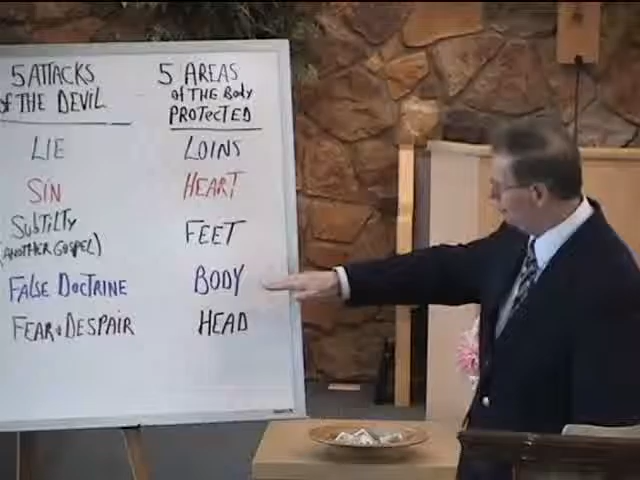 5 ATTACKS
of THE DEVIL
LIE
SIN
SUBTILTY
(ANOTHER GOSPEL)
FALSE DOCTRINE
FEAR & DESPAIR
5 AREAS
of THE Body
PROTECTED
LOINS
HEART
FEET
BODY
HEAD